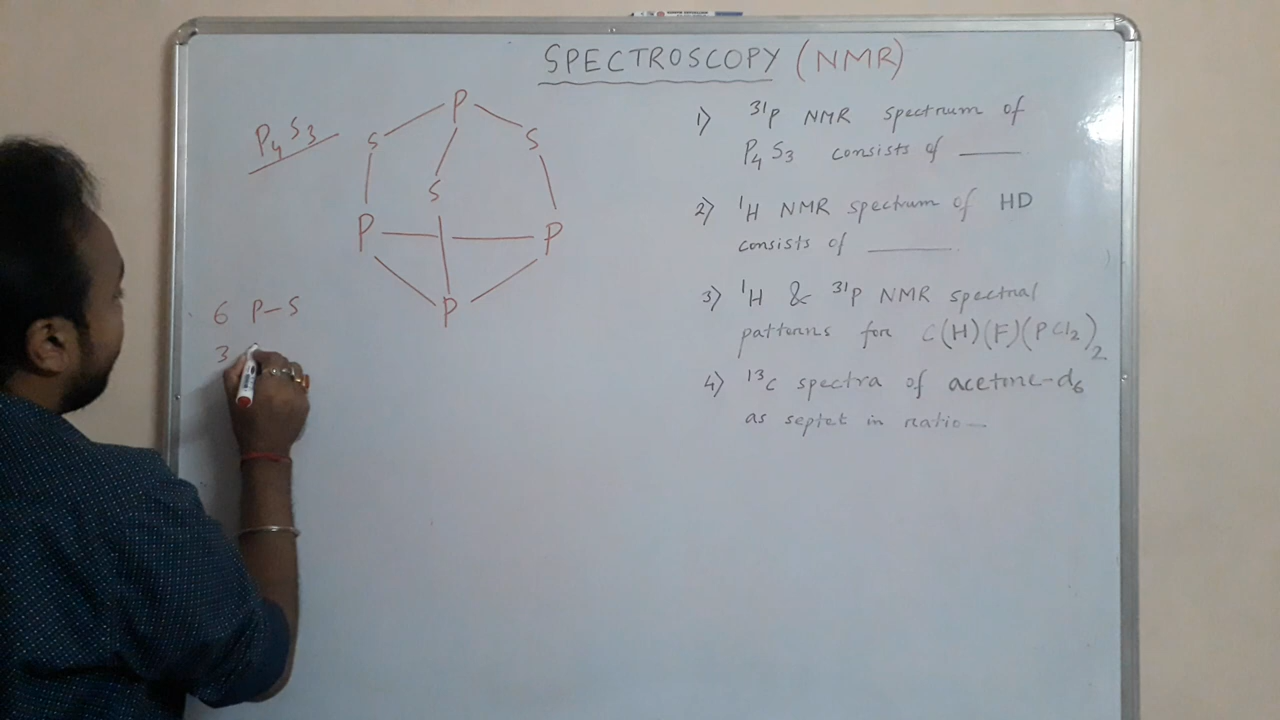 SPECTROSCOPY (NMR)
P₄S₃
P
S S
S
P P
P
6 P-S
3
1) ³¹P NMR spectrum of
P₄S₃ consists of ____
2) ¹H NMR spectrum of HD
consists of ____.
3) ¹H & ³¹P NMR spectral
patterns for C(H)(F)(PCl₂)₂
4) ¹³C spectra of acetone-d₆
as septet in ratio—